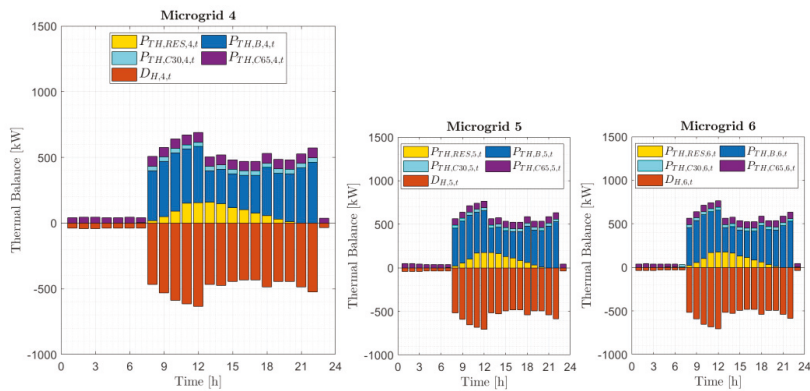 Microgrid 4
1500
1000
500
0
-500
-1000
Thermal Balance [kW]
P_{TH,RES,4,t} P_{TH,B,4,t}
P_{TH,C30,4,t} P_{TH,C65,4,t}
D_{H,4,t}
0 3 6 9 12 15 18 21 24
Time [h]
Microgrid 5
1500
1000
500
0
-500
-1000
Thermal Balance [kW]
P_{TH,RES,5,t} P_{TH,B,5,t}
P_{TH,C30,5,t} P_{TH,C65,5,t}
D_{H,5,t}
0 3 6 9 12 15 18 21 24
Time [h]
Microgrid 6
1500
1000
500
0
-500
-1000
Thermal Balance [kW]
P_{TH,RES,6,t} P_{TH,B,6,t}
P_{TH,C30,6,t} P_{TH,C65,6,t}
D_{H,6,t}
0 3 6 9 12 15 18 21 24
Time [h]